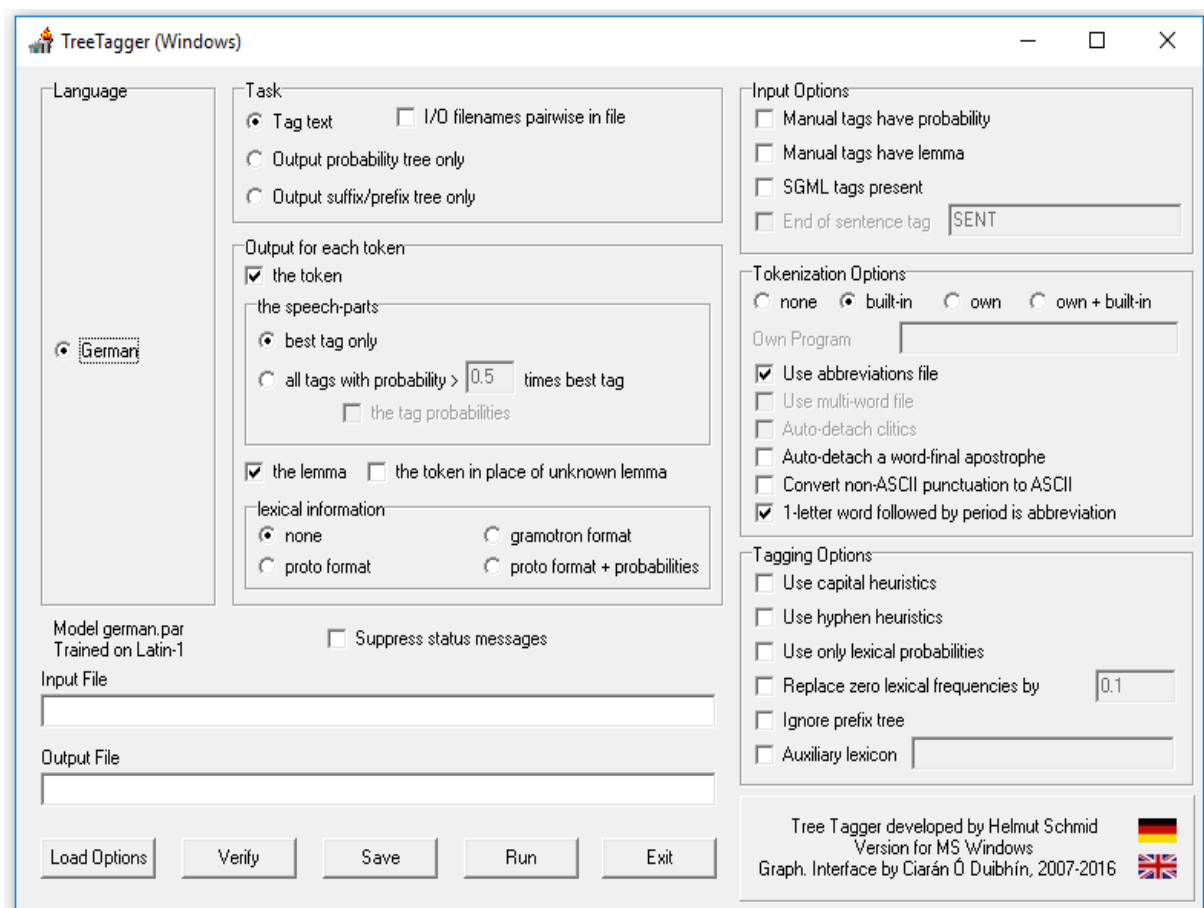 TreeTagger (Windows)
Language
German
Model german.par
Trained on Latin-1
Task
Tag text
I/O filenames pairwise in file
Output probability tree only
Output suffix/prefix tree only
Output for each token
the token
the speech-parts
best tag only
all tags with probability > 0.5 times best tag
the tag probabilities
the lemma
the token in place of unknown lemma
lexical information
none
gramotron format
proto format
proto format + probabilities
Suppress status messages
Input File
Output File
Load Options
Verify
Save
Run
Exit
Input Options
Manual tags have probability
Manual tags have lemma
SGML tags present
End of sentence tag SENT
Tokenization Options
none
built-in
own
own + built-in
Own Program
Use abbreviations file
Use multi-word file
Auto-detach clitics
Auto-detach a word-final apostrophe
Convert non-ASCII punctuation to ASCII
1-letter word followed by period is abbreviation
Tagging Options
Use capital heuristics
Use hyphen heuristics
Use only lexical probabilities
Replace zero lexical frequencies by 0.1
Ignore prefix tree
Auxiliary lexicon
Tree Tagger developed by Helmut Schmid
Version for MS Windows
Graph. Interface by Ciarán Ó Duibhín, 2007-2016